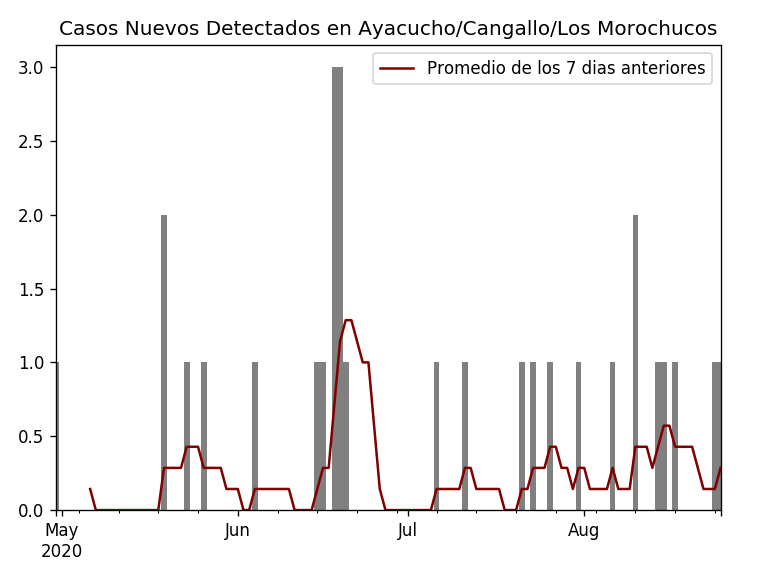 Casos Nuevos Detectados en Ayacucho/Cangallo/Los Morochucos
Promedio de los 7 dias anteriores
3.0
2.5
2.0
1.5
1.0
0.5
0.0
May Jun Jul Aug
2020